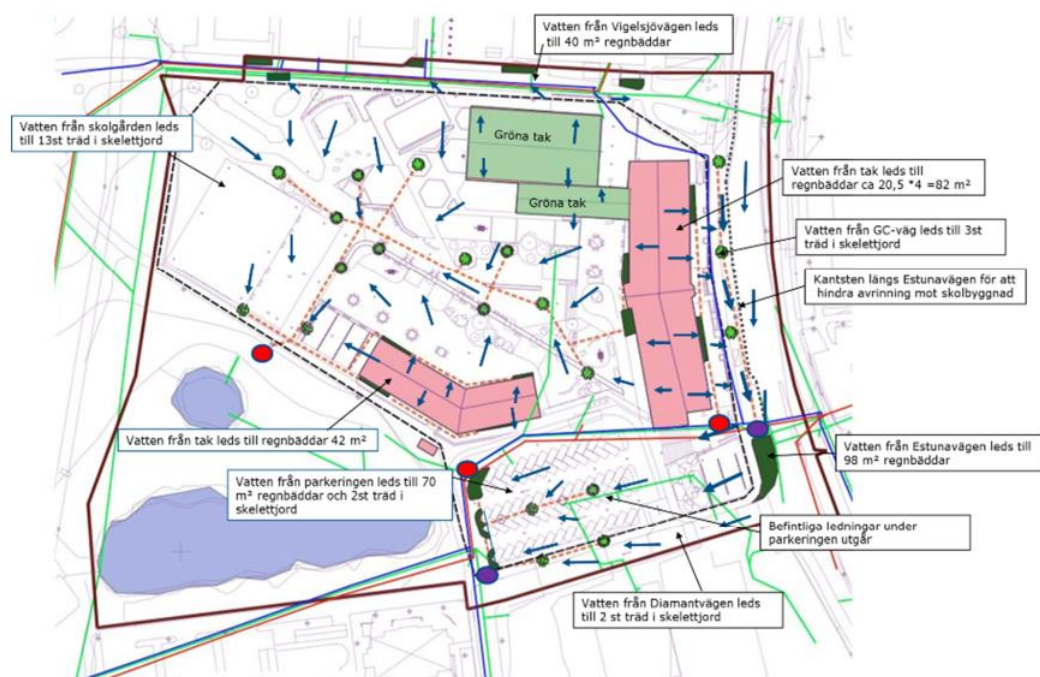 Vatten från Vigelsjövägen leds
till 40 m² regnbäddar
Vatten från skolgården leds
till 13st träd i skelettjord
Gröna tak
Gröna tak
Vatten från tak leds till
regnbäddar ca 20,5 *4 =82 m²
Vatten från GC-väg leds till 3st
träd i skelettjord
Kantsten längs Estunavägen för att
hindra avrinning mot skolbyggnad
Vatten från tak leds till regnbäddar 42 m²
Vatten från Estunavägen leds till
98 m² regnbäddar
Vatten från parkeringen leds till 70
m² regnbäddar och 2st träd i
skelettjord
Befintliga ledningar under
parkeringen utgår
Vatten från Diamantvägen leds
till 2 st träd i skelettjord